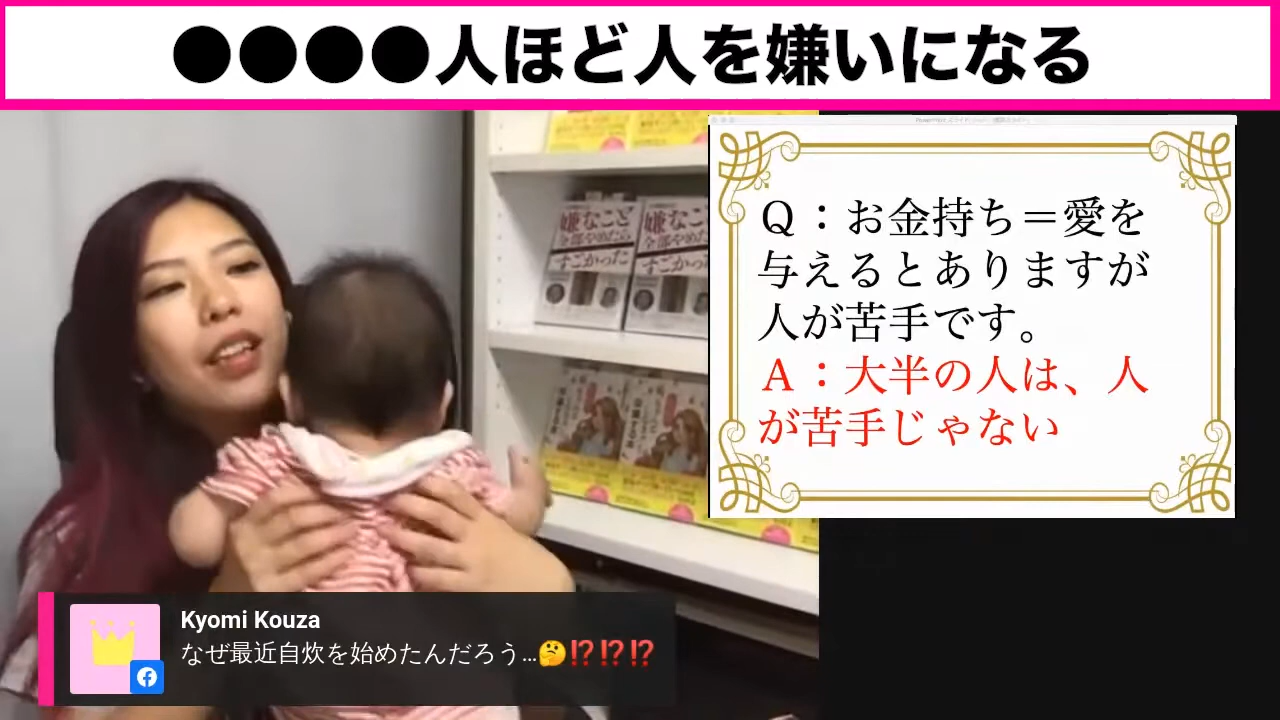 ●●●●人ほど人を嫌いになる
Q：お金持ち＝愛を
与えるとありますが
人が苦手です。
A：大半の人は、人
が苦手じゃない
嫌なこと
全部やめたら
すごかった
嫌なこ
全部やめた
すごかっ
Kyomi Kouza
なぜ最近自炊を始めたんだろう…🤔⁉️⁉️⁉️